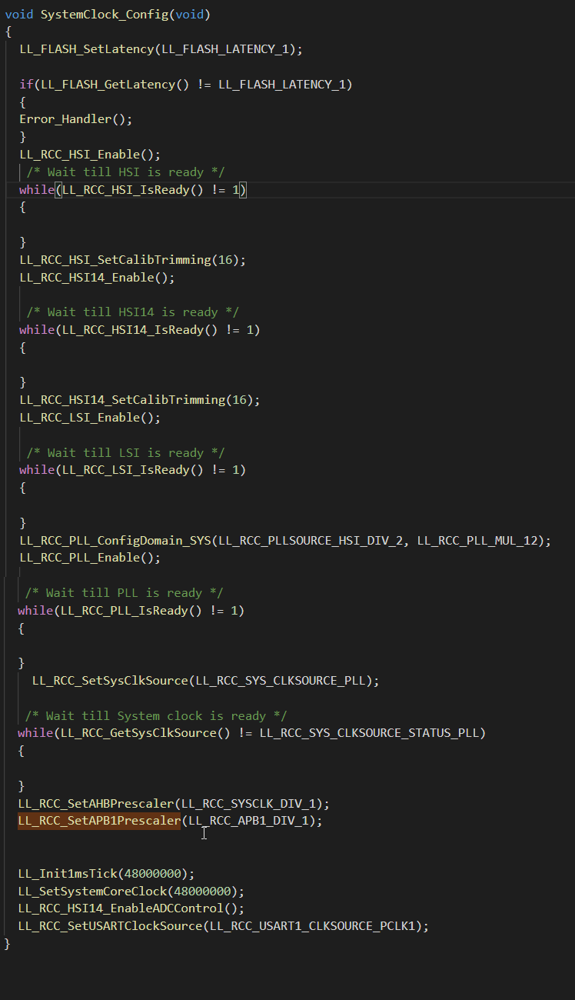 void SystemClock_Config(void)
{
LL_FLASH_SetLatency(LL_FLASH_LATENCY_1);
if(LL_FLASH_GetLatency() != LL_FLASH_LATENCY_1)
{
Error_Handler();
}
LL_RCC_HSI_Enable();
/* Wait till HSI is ready */
while(LL_RCC_HSI_IsReady() != 1)
{
}
LL_RCC_HSI_SetCalibTrimming(16);
LL_RCC_HSI14_Enable();
/* Wait till HSI14 is ready */
while(LL_RCC_HSI14_IsReady() != 1)
{
}
LL_RCC_HSI14_SetCalibTrimming(16);
LL_RCC_LSI_Enable();
/* Wait till LSI is ready */
while(LL_RCC_LSI_IsReady() != 1)
{
}
LL_RCC_PLL_ConfigDomain_SYS(LL_RCC_PLLSOURCE_HSI_DIV_2, LL_RCC_PLL_MUL_12);
LL_RCC_PLL_Enable();
/* Wait till PLL is ready */
while(LL_RCC_PLL_IsReady() != 1)
{
}
LL_RCC_SetSysClkSource(LL_RCC_SYS_CLKSOURCE_PLL);
/* Wait till System clock is ready */
while(LL_RCC_GetSysClkSource() != LL_RCC_SYS_CLKSOURCE_STATUS_PLL)
{
}
LL_RCC_SetAHBPrescaler(LL_RCC_SYSCLK_DIV_1);
LL_RCC_SetAPB1Prescaler(LL_RCC_APB1_DIV_1);
LL_Init1msTick(48000000);
LL_SetSystemCoreClock(48000000);
LL_RCC_HSI14_EnableADCControl();
LL_RCC_SetUSARTClockSource(LL_RCC_USART1_CLKSOURCE_PCLK1);
}